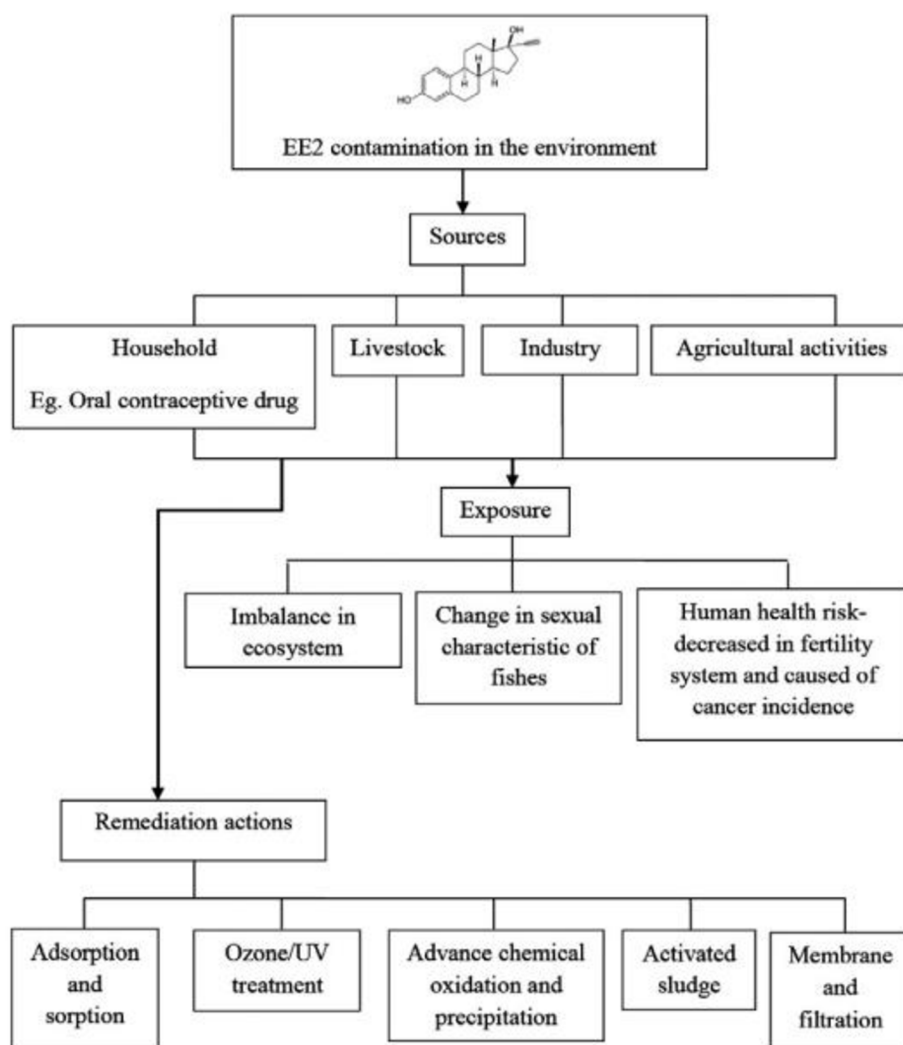 OH
H
H
H
HO
EE2 contamination in the environment
Sources
Household
Eg. Oral contraceptive drug
Livestock
Industry
Agricultural activities
Exposure
Imbalance in
ecosystem
Change in sexual
characteristic of
fishes
Human health risk-
decreased in fertility
system and caused of
cancer incidence
Remediation actions
Adsorption
and
sorption
Ozone/UV
treatment
Advance chemical
oxidation and
precipitation
Activated
sludge
Membrane
and
filtration